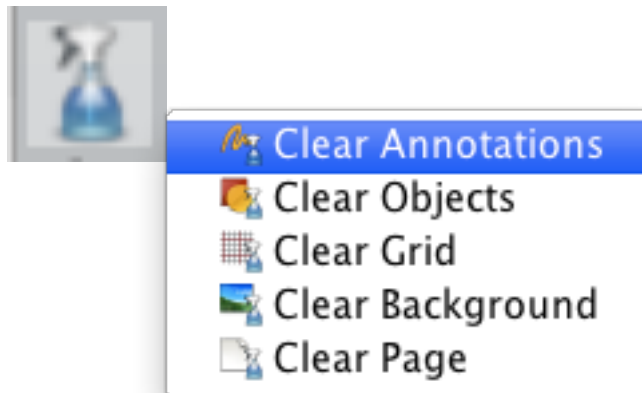 Clear Annotations
Clear Objects
Clear Grid
Clear Background
Clear Page